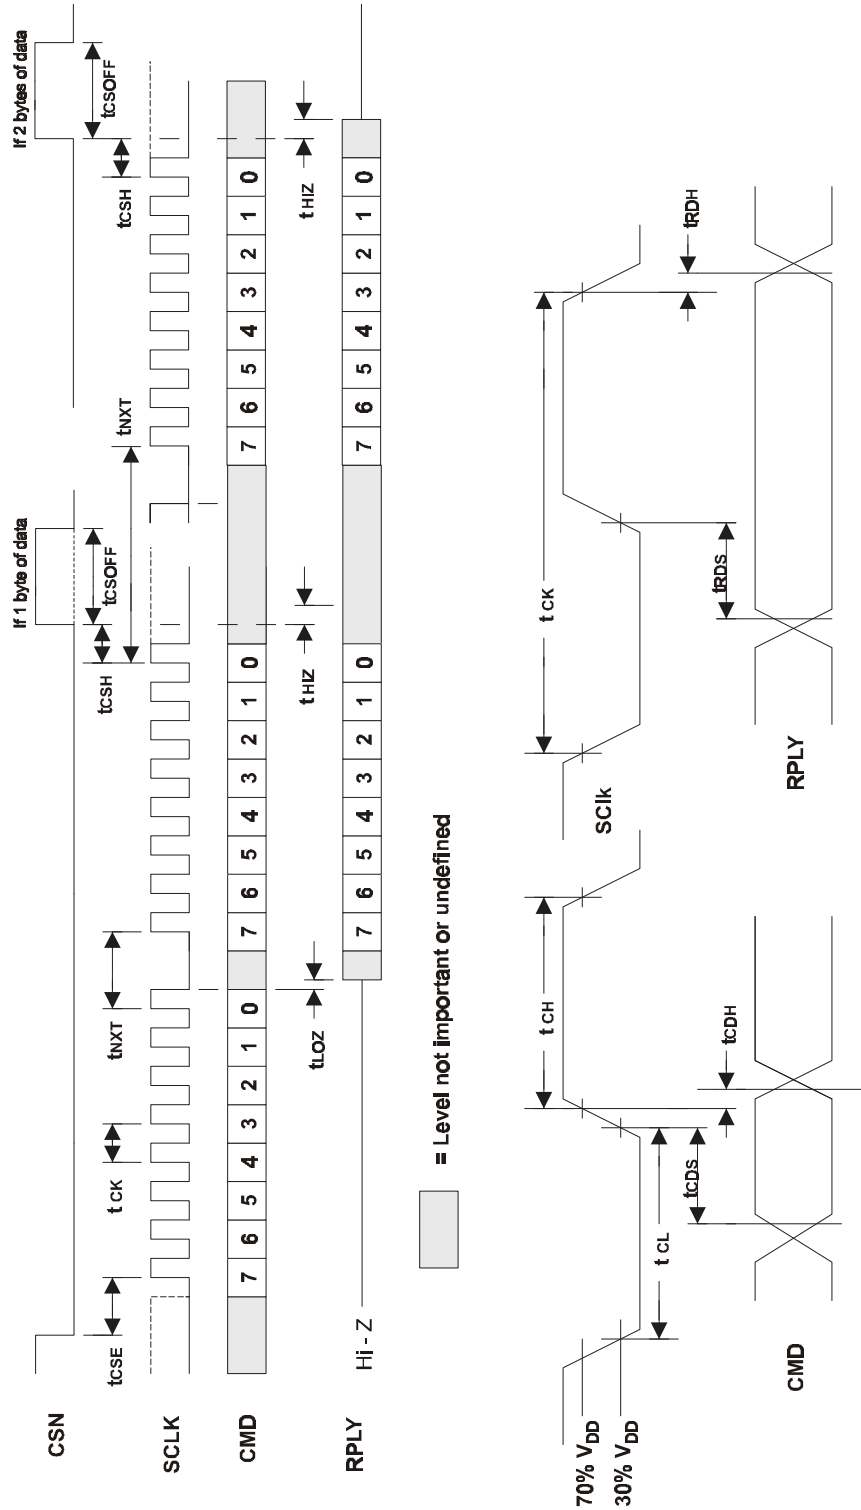 If 1 byte of data
If 2 bytes of data
CSN
tCSE
tCSH
tCSOFF
tCSH
tCSOFF
t CK
tNXT
tNXT
SCLK
CMD
7 6 5 4 3 2 1 0
7 6 5 4 3 2 1 0
7 6 5 4 3 2 1 0
tLOZ
tHIZ
tHIZ
RPLY
Hi - Z
7 6 5 4 3 2 1 0
7 6 5 4 3 2 1 0
= Level not important or undefined
70% VDD
30% VDD
t CH
t CL
tCDS
tCDH
CMD
SClk
t CK
tRDS
tRDH
RPLY